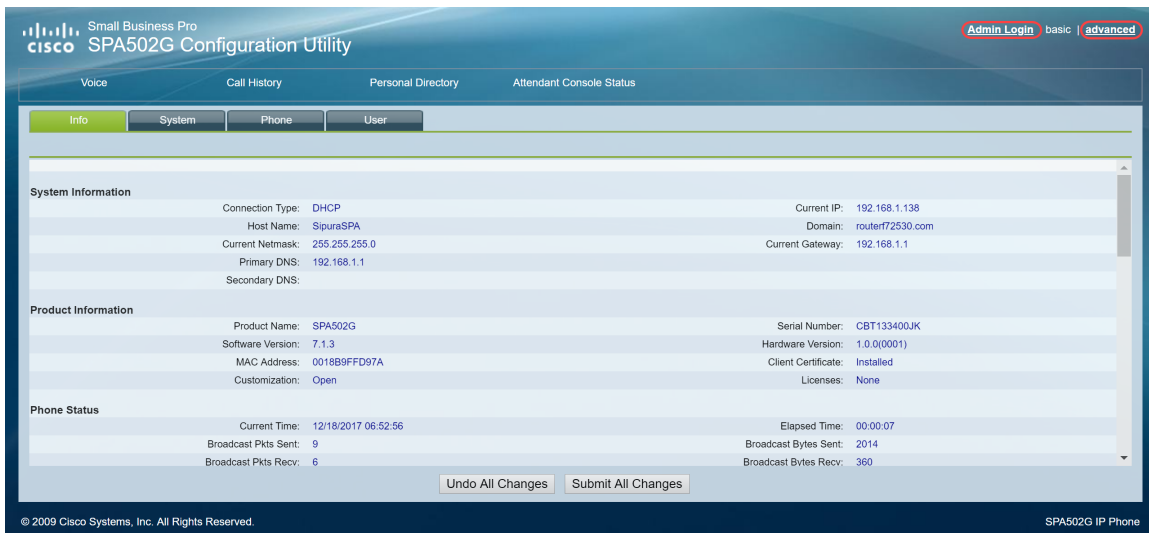 Small Business Pro
cisco SPA502G Configuration Utility
Admin Login basic | advanced
Voice Call History Personal Directory Attendant Console Status
Info System Phone User
System Information
Connection Type: DHCP Current IP: 192.168.1.138
Host Name: SipuraSPA Domain: routerf72530.com
Current Netmask: 255.255.255.0 Current Gateway: 192.168.1.1
Primary DNS: 192.168.1.1
Secondary DNS:
Product Information
Product Name: SPA502G Serial Number: CBT133400JK
Software Version: 7.1.3 Hardware Version: 1.0.0(0001)
MAC Address: 0018B9FFD97A Client Certificate: Installed
Customization: Open Licenses: None
Phone Status
Current Time: 12/18/2017 06:52:56 Elapsed Time: 00:00:07
Broadcast Pkts Sent: 9 Broadcast Bytes Sent: 2014
Broadcast Pkts Recv: 6 Broadcast Bytes Recv: 360
Undo All Changes Submit All Changes
© 2009 Cisco Systems, Inc. All Rights Reserved. SPA502G IP Phone